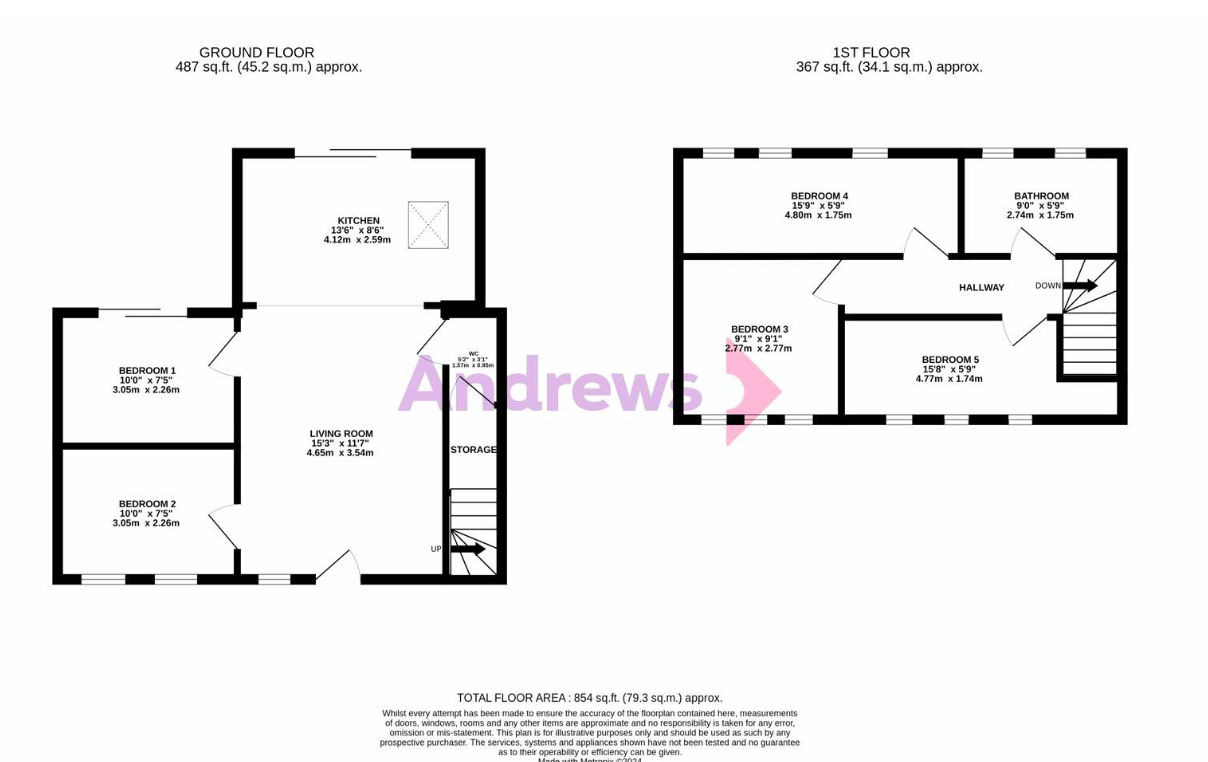 GROUND FLOOR
487 sq.ft. (45.2 sq.m.) approx.
1ST FLOOR
367 sq.ft. (34.1 sq.m.) approx.
KITCHEN
13'6" x 8'6"
4.12m x 2.59m
BEDROOM 1
10'0" x 7'5"
3.05m x 2.26m
WC
5'2" x 3'1"
1.57m x 0.95m
LIVING ROOM
15'3" x 11'7"
4.65m x 3.54m
STORAGE
BEDROOM 2
10'0" x 7'5"
3.05m x 2.26m
UP
BEDROOM 4
15'9" x 5'9"
4.80m x 1.75m
BATHROOM
9'0" x 5'9"
2.74m x 1.75m
HALLWAY
DOWN
BEDROOM 3
9'1" x 9'1"
2.77m x 2.77m
BEDROOM 5
15'8" x 5'9"
4.77m x 1.74m
Andrews
TOTAL FLOOR AREA : 854 sq.ft. (79.3 sq.m.) approx.
Whilst every attempt has been made to ensure the accuracy of the floorplan contained here, measurements
of doors, windows, rooms and any other items are approximate and no responsibility is taken for any error,
omission or mis-statement. This plan is for illustrative purposes only and should be used as such by any
prospective purchaser. The services, systems and appliances shown have not been tested and no guarantee
as to their operability or efficiency can be given.
Made with Metropix ©2024